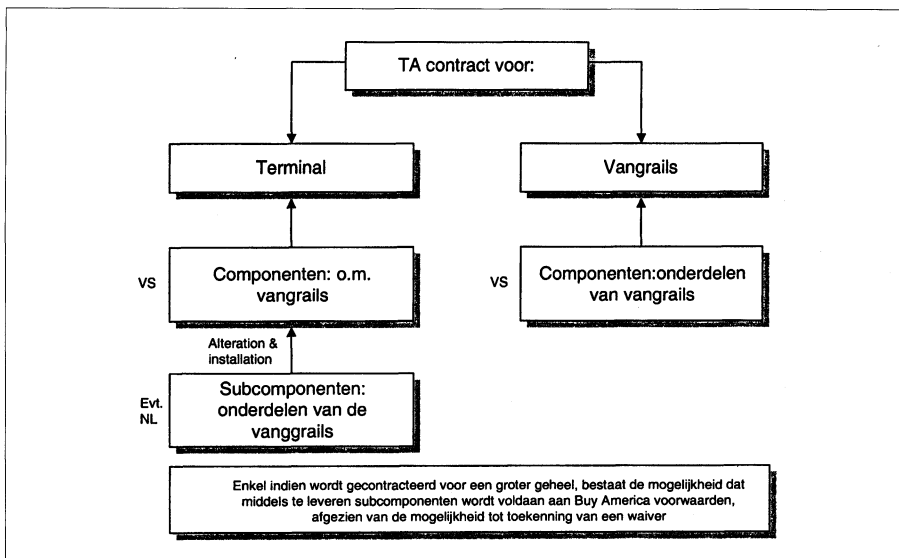 TA contract voor:
Terminal
Vangrails
VS
Componenten: o.m.
vangrails
VS
Componenten:onderdelen
van vangrails
Alteration &
installation
Evt.
NL
Subcomponenten:
onderdelen van de
vanggrails
Enkel indien wordt gecontracteerd voor een groter geheel, bestaat de mogelijkheid dat
middels te leveren subcomponenten wordt voldaan aan Buy America voorwaarden,
afgezien van de mogelijkheid tot toekenning van een waiver